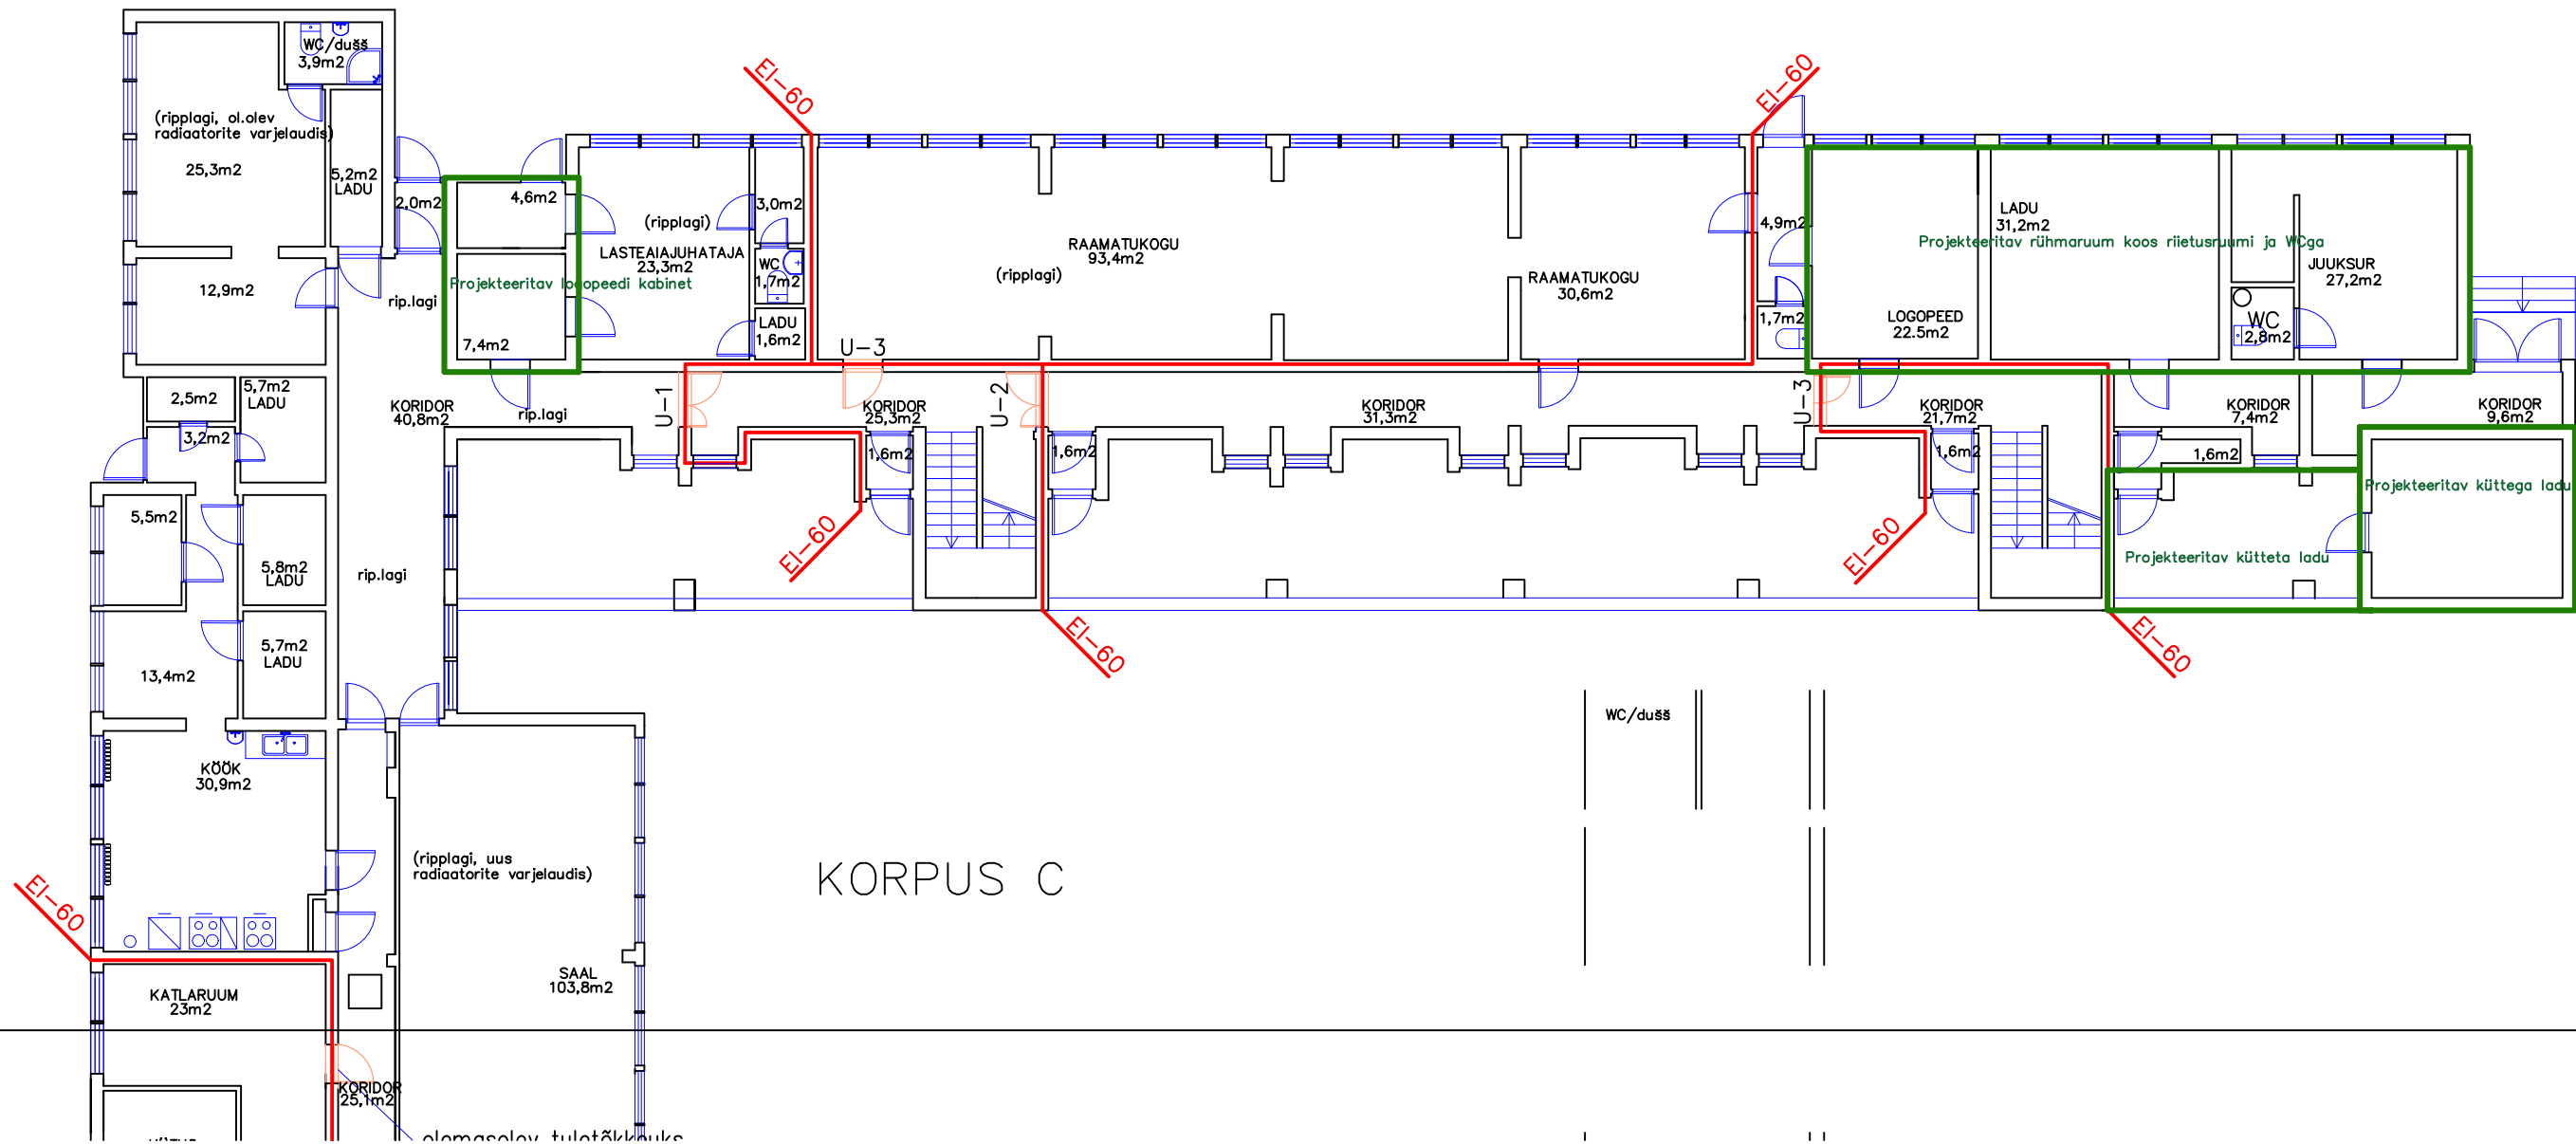 WC/dušš
3,9m2
(ripplagi, ol.olev
radiaatorite varjelaudis)
25,3m2
5,2m2
LADU
2,0m2
12,9m2
rip.lagi
4,6m2
7,4m2
Projekteeritav logopeedi kabinet
(ripplagi)
LASTEAIAJUHATAJA
23,3m2
3,0m2
WC
1,7m2
LADU
1,6m2
EI-60
RAAMATUKOGU
93,4m2
(ripplagi)
RAAMATUKOGU
30,6m2
EI-60
4,9m2
1,7m2
LADU
31,2m2
Projekteeritav rühmaruum koos riietusruumi ja WCga
LOGOPEED
22.5m2
JUUKSUR
27,2m2
WC
2,8m2
2,5m2
5,7m2
LADU
3,2m2
KORIDOR
40,8m2
rip.lagi
U-1
U-3
KORIDOR
25,3m2
U-2
1,6m2
1,6m2
KORIDOR
31,3m2
U-3
KORIDOR
21,7m2
1,6m2
KORIDOR
7,4m2
1,6m2
KORIDOR
9,6m2
Projekteeritav küttega ladu
Projekteeritav kütteta ladu
EI-60
EI-60
EI-60
EI-60
5,5m2
5,8m2
LADU
rip.lagi
5,7m2
LADU
13,4m2
KÖÖK
30,9m2
WC/dušš
(ripplagi, uus
radiaatorite varjelaudis)
KORPUS C
EI-60
SAAL
103,8m2
KATLARUUM
23m2
KORIDOR
25,1m2
olemasolev tuletõkkeuks